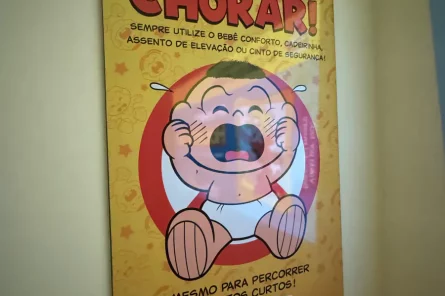 CHORAR!
SEMPRE UTILIZE O BEBÊ CONFORTO, CADEIRINHA,
ASSENTO DE ELEVAÇÃO OU CINTO DE SEGURANÇA!
MESMO PARA PERCORRER
CURTOS!